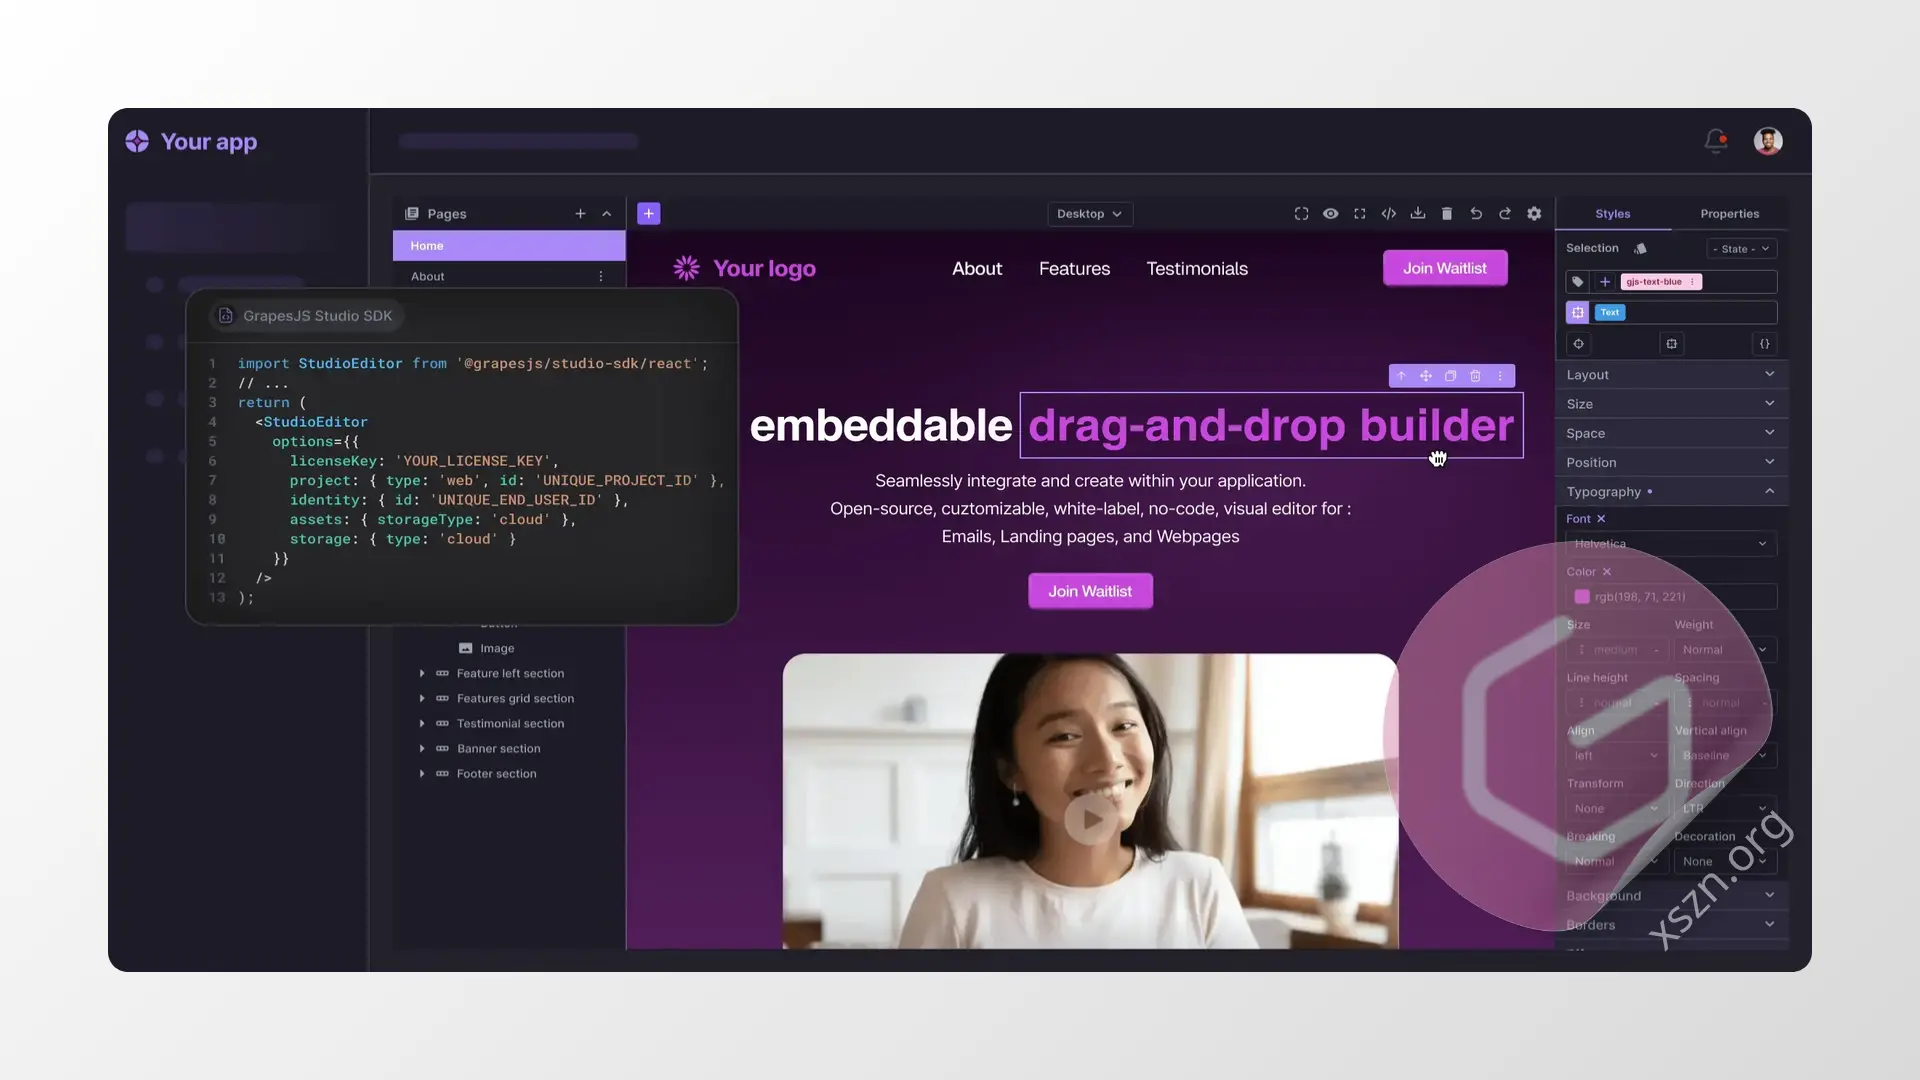 Your app
Pages
Home
About
GrapesJS Studio SDK
1 import StudioEditor from '@grapesjs/studio-sdk/react';
2 // ...
3 return (
4 <StudioEditor
5 options={{
6 licenseKey: 'YOUR_LICENSE_KEY',
7 project: { type: 'web', id: 'UNIQUE_PROJECT_ID' },
8 identity: { id: 'UNIQUE_END_USER_ID' },
9 assets: { storageType: 'cloud' },
10 storage: { type: 'cloud' }
11 }}
12 />
13 );
Image
Feature left section
Features grid section
Testimonial section
Banner section
Footer section
Desktop
Your logo
About Features Testimonials
Join Waitlist
embeddable drag-and-drop builder
Seamlessly integrate and create within your application.
Open-source, cuztomizable, white-label, no-code, visual editor for :
Emails, Landing pages, and Webpages
Join Waitlist
Styles Properties
Selection - State -
gjs-text-blue
Text
{}
Layout
Size
Space
Position
Typography
Font
Helvetica
Color
rgb(198, 71, 221)
Size Weight
medium Normal
Line height Spacing
normal normal
Align Vertical align
left Baseline
Transform Direction
None LTR
Breaking Decoration
Normal None
Background
Borders
xszn.org